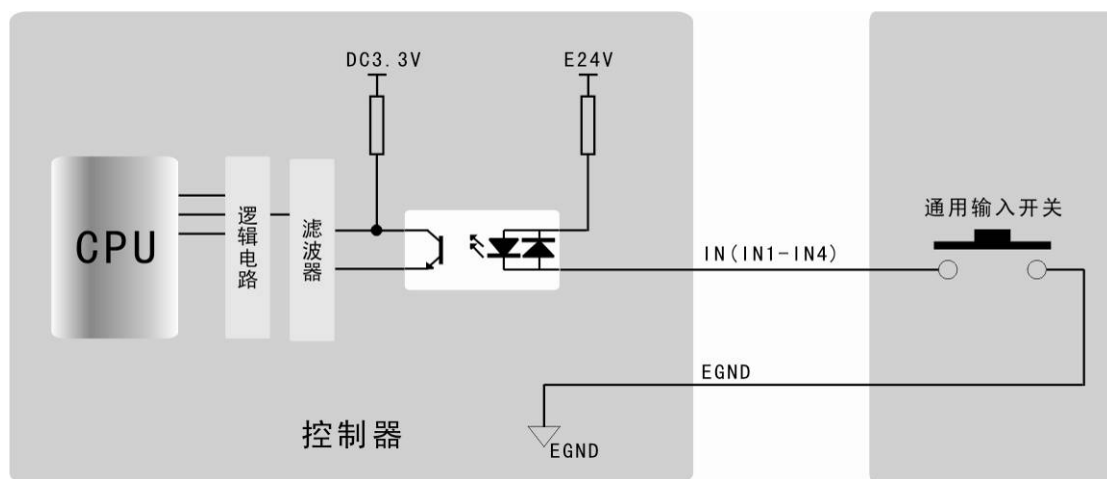 DC3.3V
E24V
CPU
逻辑电路
滤波器
通用输入开关
IN(IN1-IN4)
EGND
EGND
控制器